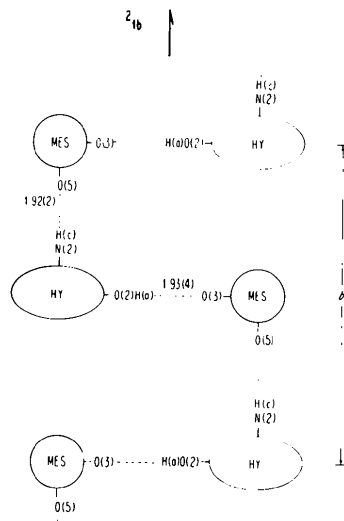 2₁b
H(c)
N(2)
MES O(3) H(a)O(2) HY
O(5)
1 92(2)
H(c)
N(2)
HY O(2)H(a) 1 93(4) O(3) MES
O(5)
H(c)
N(2)
MES O(3) H(a)O(2) HY
O(5)
b